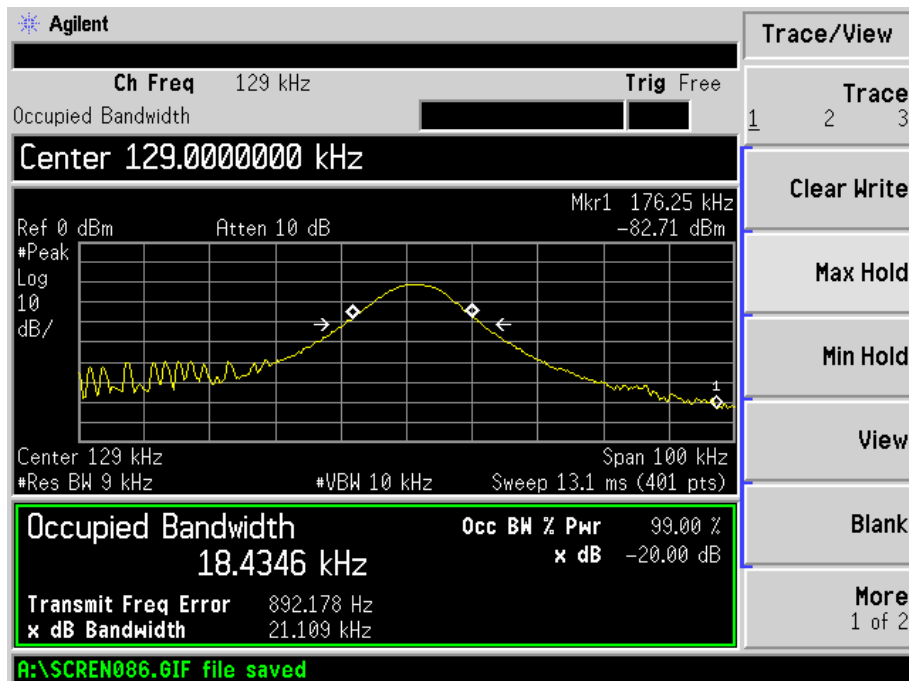 Agilent
Trace/View
Ch Freq 129 kHz Trig Free
Occupied Bandwidth
Trace
1 2 3
Center 129.0000000 kHz
Clear Write
Mkr1 176.25 kHz
Ref 0 dBm Atten 10 dB -82.71 dBm
#Peak
Log
10
dB/
Max Hold
Min Hold
1
View
Center 129 kHz Span 100 kHz
#Res BW 9 kHz #VBW 10 kHz Sweep 13.1 ms (401 pts)
Occupied Bandwidth Occ BW % Pwr 99.00 %
18.4346 kHz x dB -20.00 dB
Blank
Transmit Freq Error 892.178 Hz
x dB Bandwidth 21.109 kHz
More
1 of 2
A:\SCREN086.GIF file saved